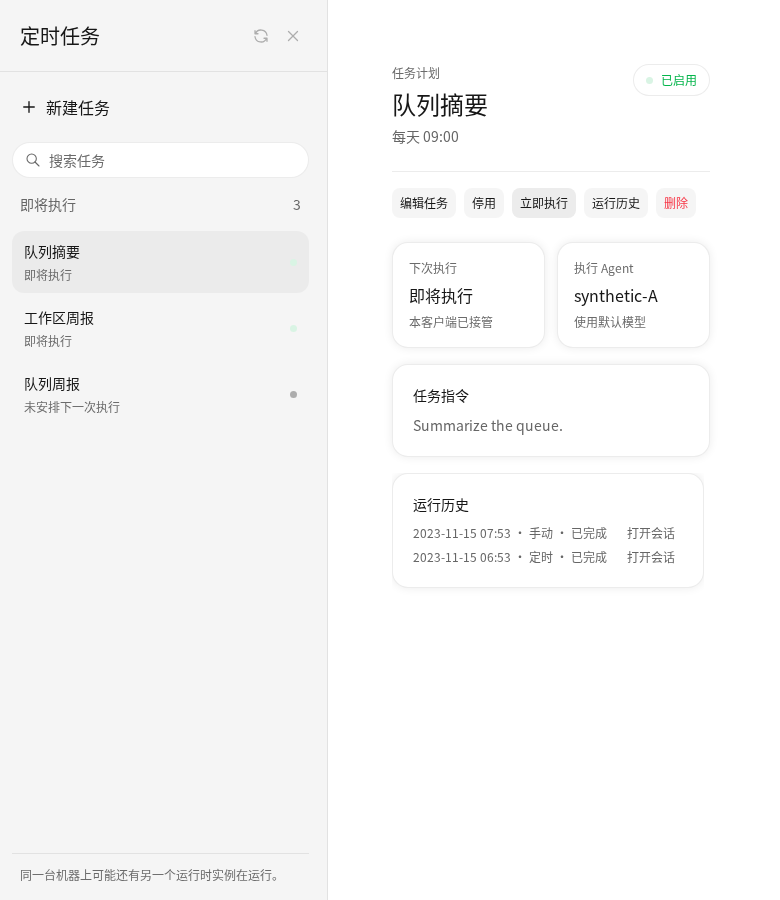 定时任务
新建任务
搜索任务
即将执行 3
队列摘要
即将执行
工作区周报
即将执行
队列周报
未安排下一次执行
同一台机器上可能还有另一个运行时实例在运行。
任务计划
已启用
队列摘要
每天 09:00
编辑任务 停用 立即执行 运行历史 删除
下次执行
即将执行
本客户端已接管
执行 Agent
synthetic-A
使用默认模型
任务指令
Summarize the queue.
运行历史
2023-11-15 07:53 · 手动 · 已完成 打开会话
2023-11-15 06:53 · 定时 · 已完成 打开会话